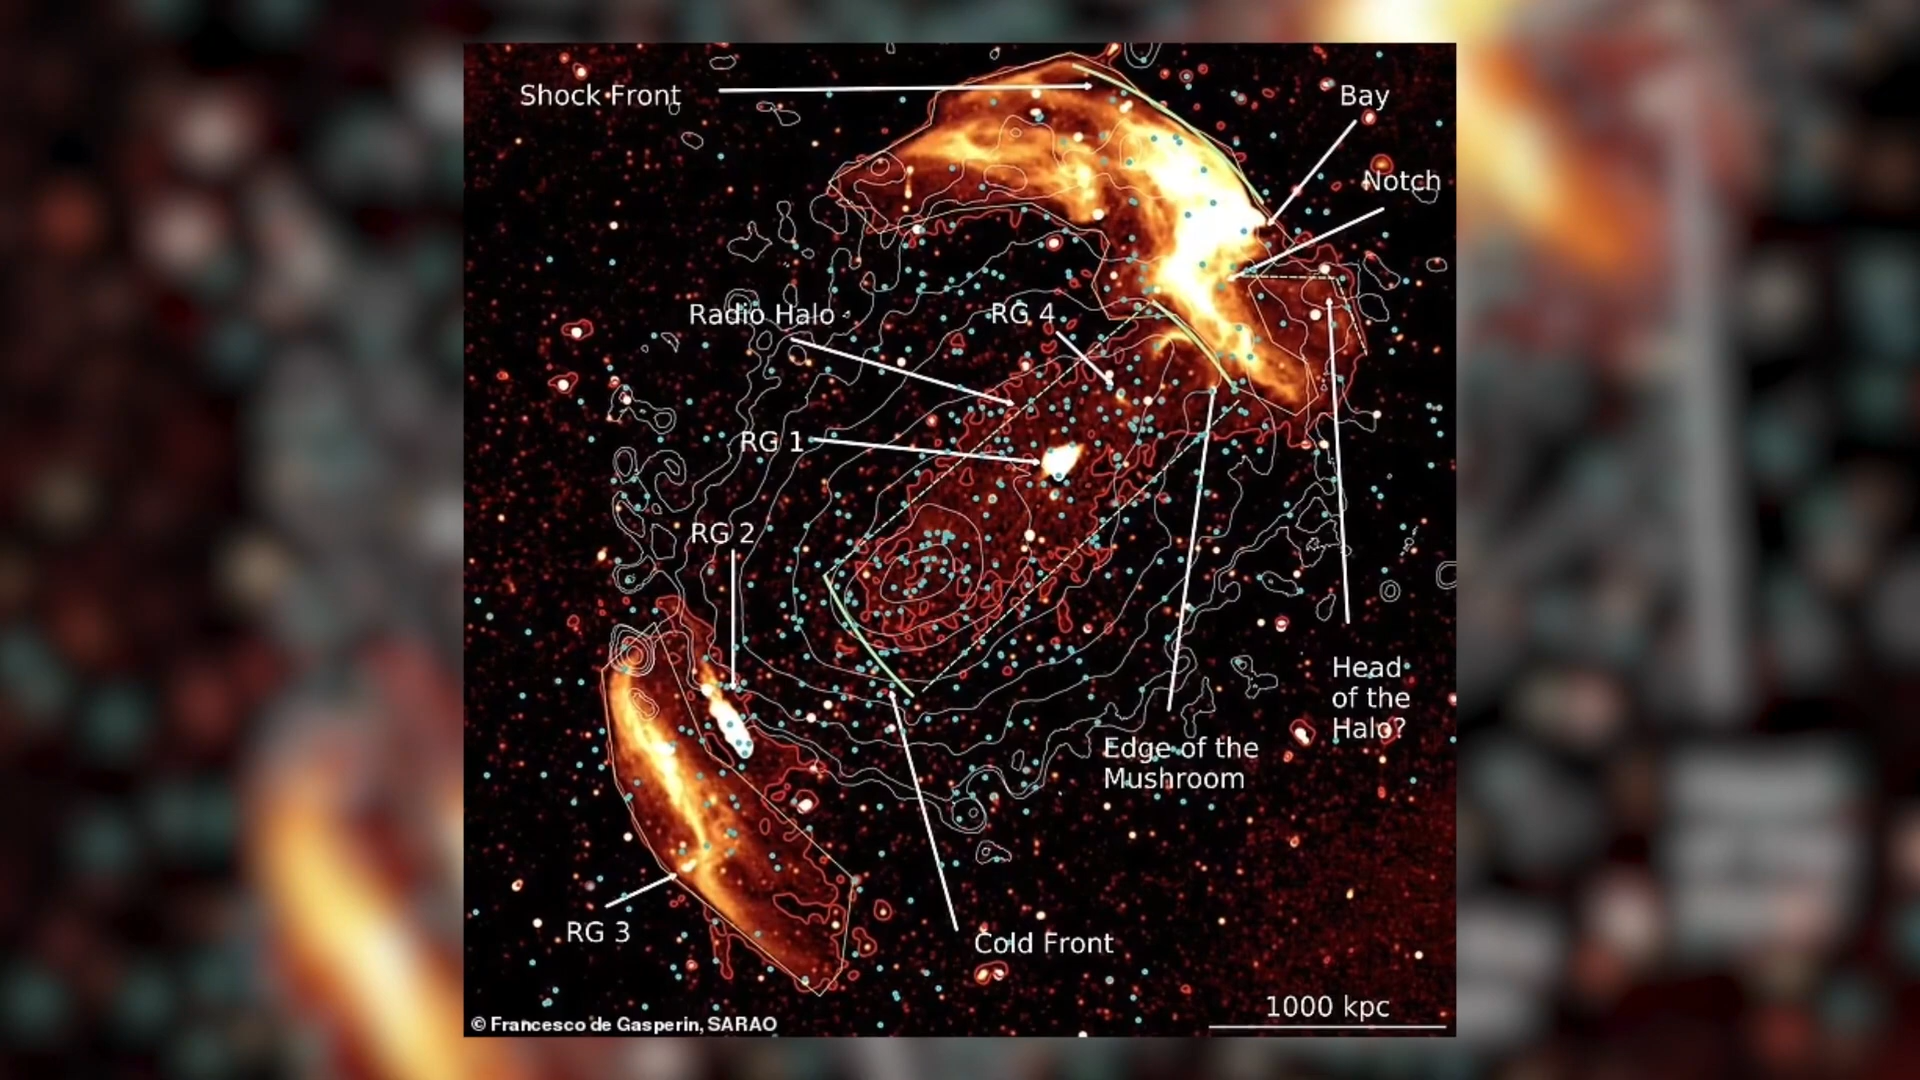 Shock Front
Bay
Notch
Radio Halo
RG 4
RG 1
RG 2
Head
of the
Halo?
Edge of the
Mushroom
RG 3
Cold Front
1000 kpc
© Francesco de Gasperin, SARAO